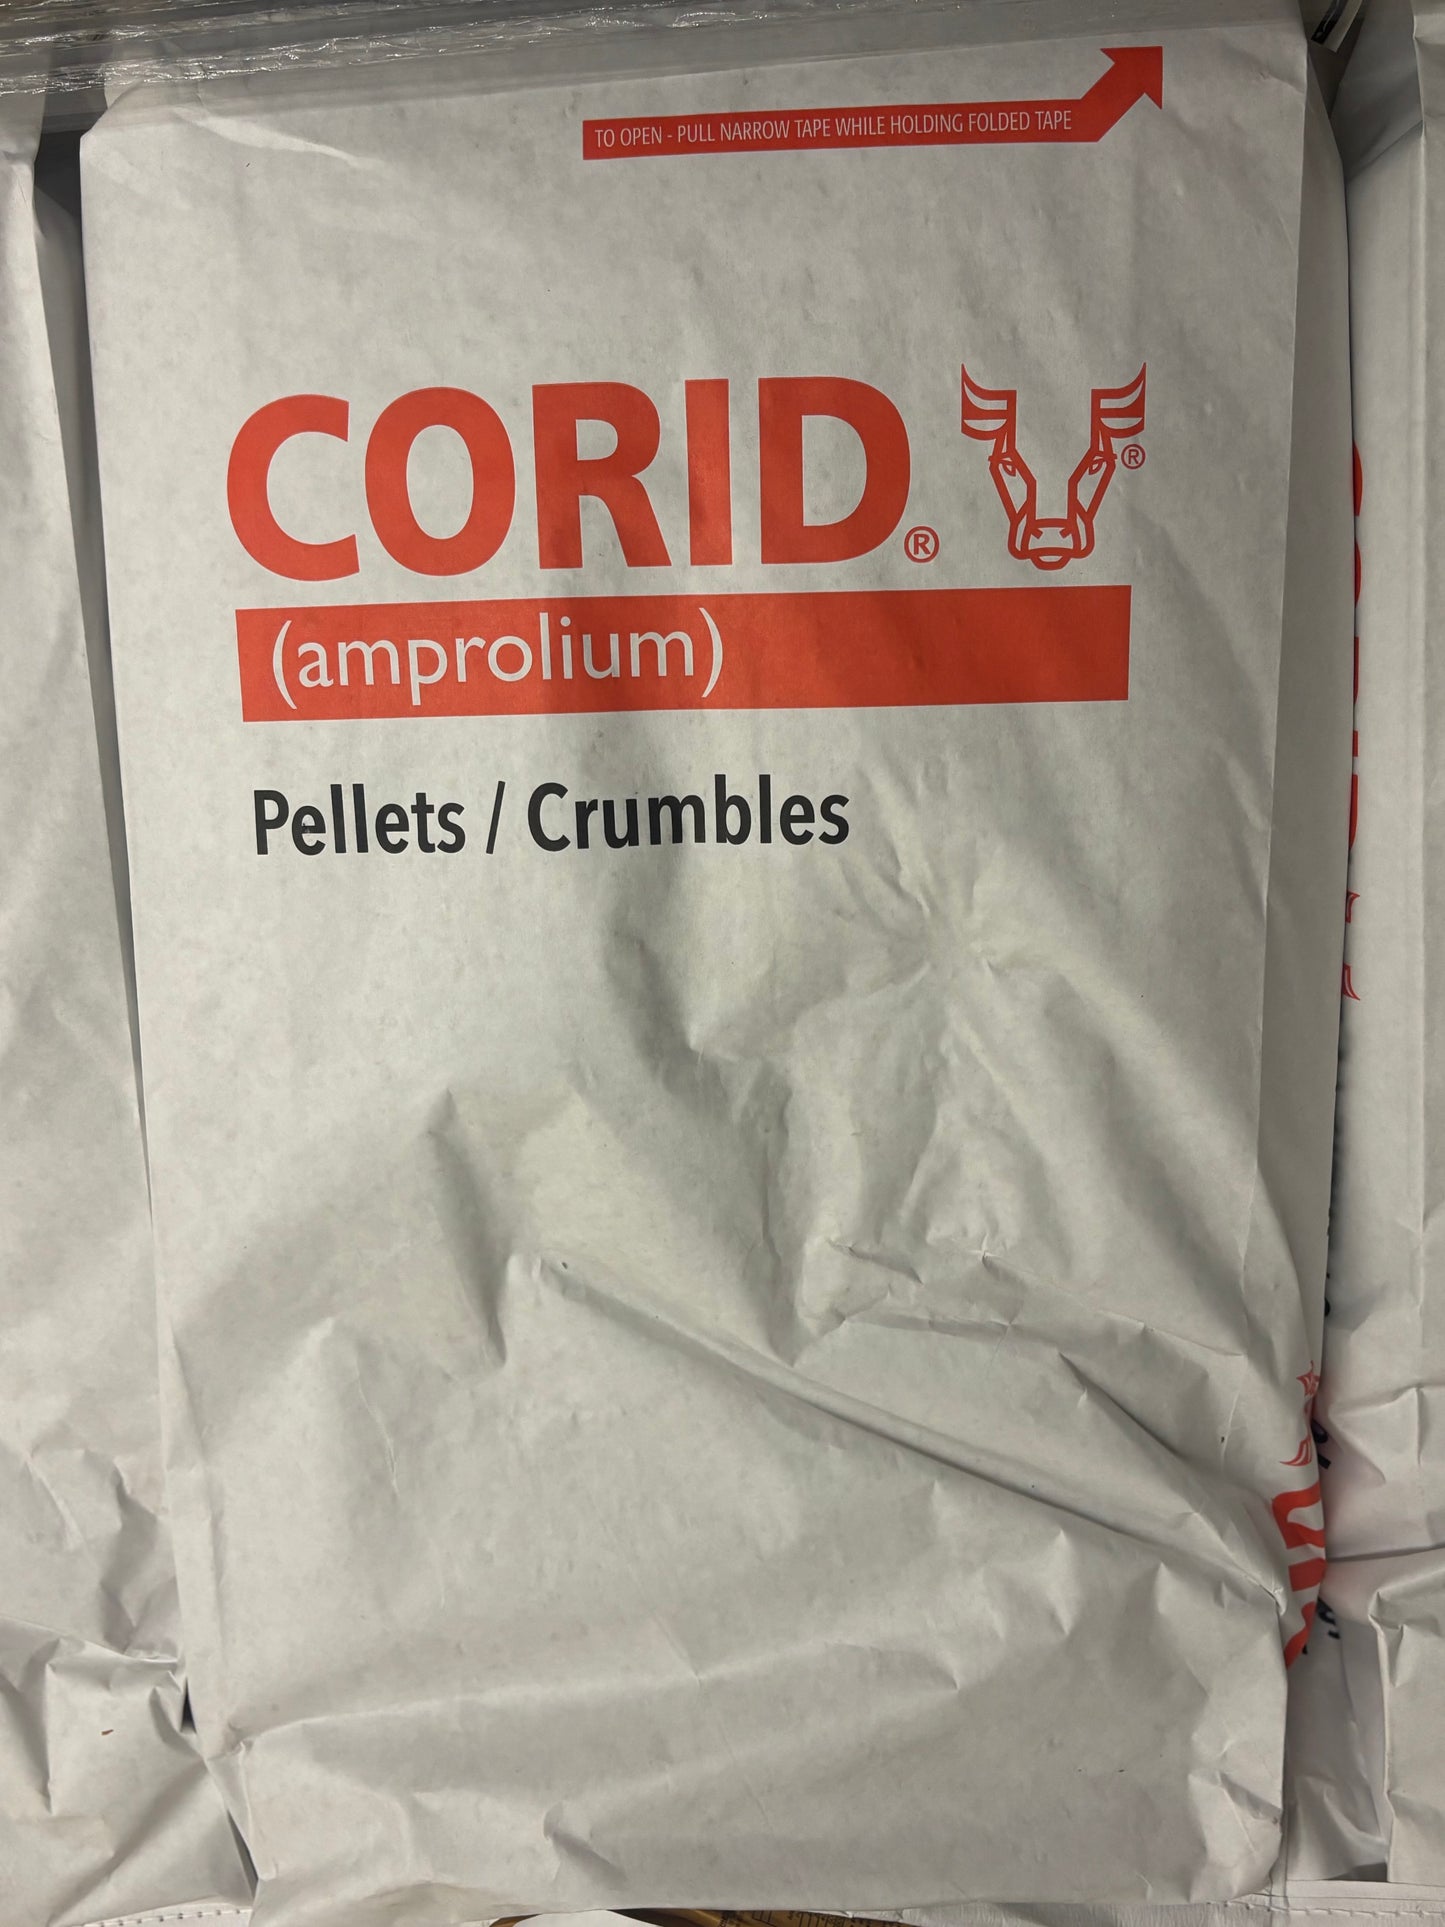 TO OPEN - PULL NARROW TAPE WHILE HOLDING FOLDED TAPE
CORID®
®
(amprolium)
Pellets / Crumbles